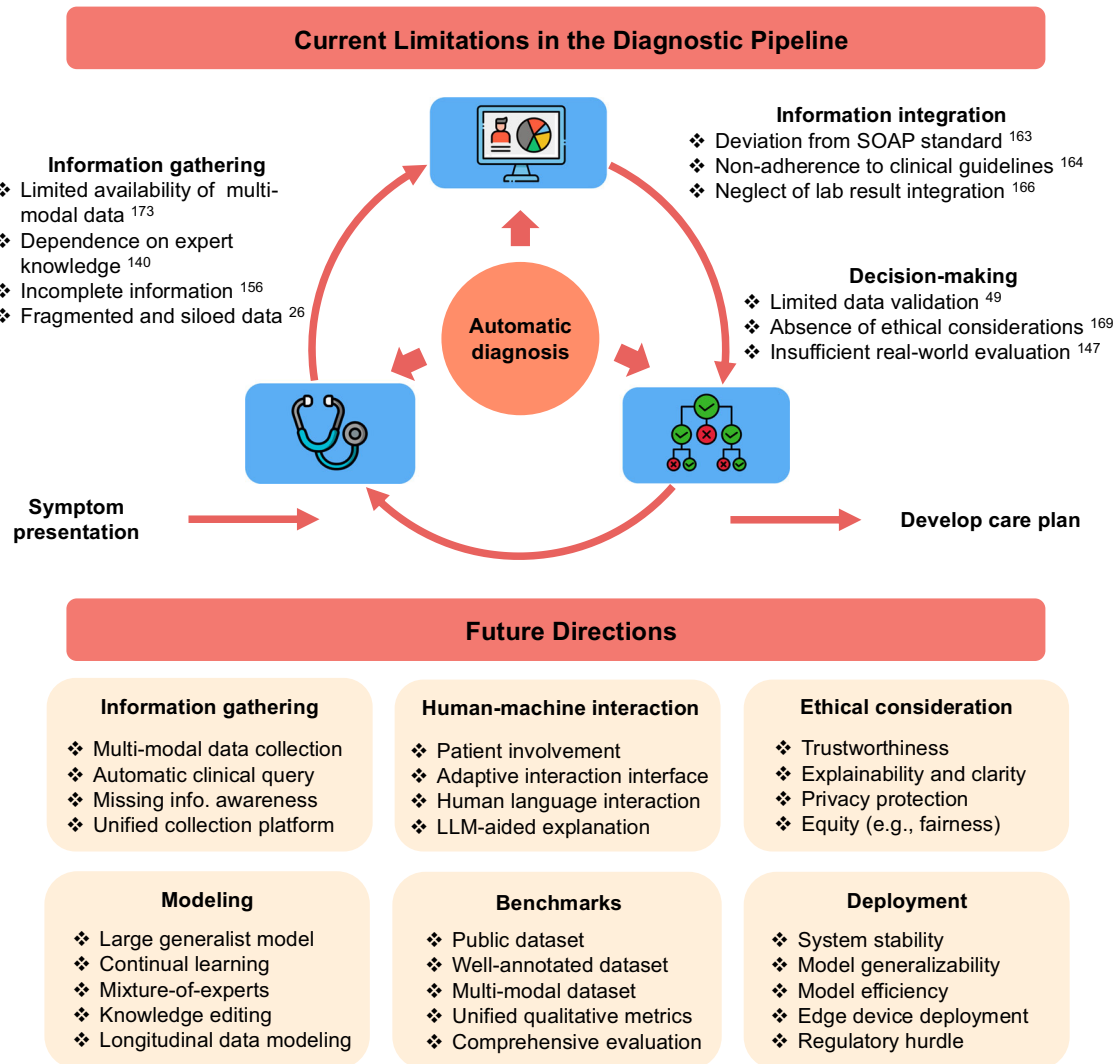 Current Limitations in the Diagnostic Pipeline
Information gathering
❖ Limited availability of multi-
modal data 173
❖ Dependence on expert
knowledge 140
❖ Incomplete information 156
❖ Fragmented and siloed data 26
Information integration
❖ Deviation from SOAP standard 163
❖ Non-adherence to clinical guidelines 164
❖ Neglect of lab result integration 166
Decision-making
❖ Limited data validation 49
❖ Absence of ethical considerations 169
❖ Insufficient real-world evaluation 147
Automatic
diagnosis
Symptom
presentation
Develop care plan
Future Directions
Information gathering
❖ Multi-modal data collection
❖ Automatic clinical query
❖ Missing info. awareness
❖ Unified collection platform
Human-machine interaction
❖ Patient involvement
❖ Adaptive interaction interface
❖ Human language interaction
❖ LLM-aided explanation
Ethical consideration
❖ Trustworthiness
❖ Explainability and clarity
❖ Privacy protection
❖ Equity (e.g., fairness)
Modeling
❖ Large generalist model
❖ Continual learning
❖ Mixture-of-experts
❖ Knowledge editing
❖ Longitudinal data modeling
Benchmarks
❖ Public dataset
❖ Well-annotated dataset
❖ Multi-modal dataset
❖ Unified qualitative metrics
❖ Comprehensive evaluation
Deployment
❖ System stability
❖ Model generalizability
❖ Model efficiency
❖ Edge device deployment
❖ Regulatory hurdle